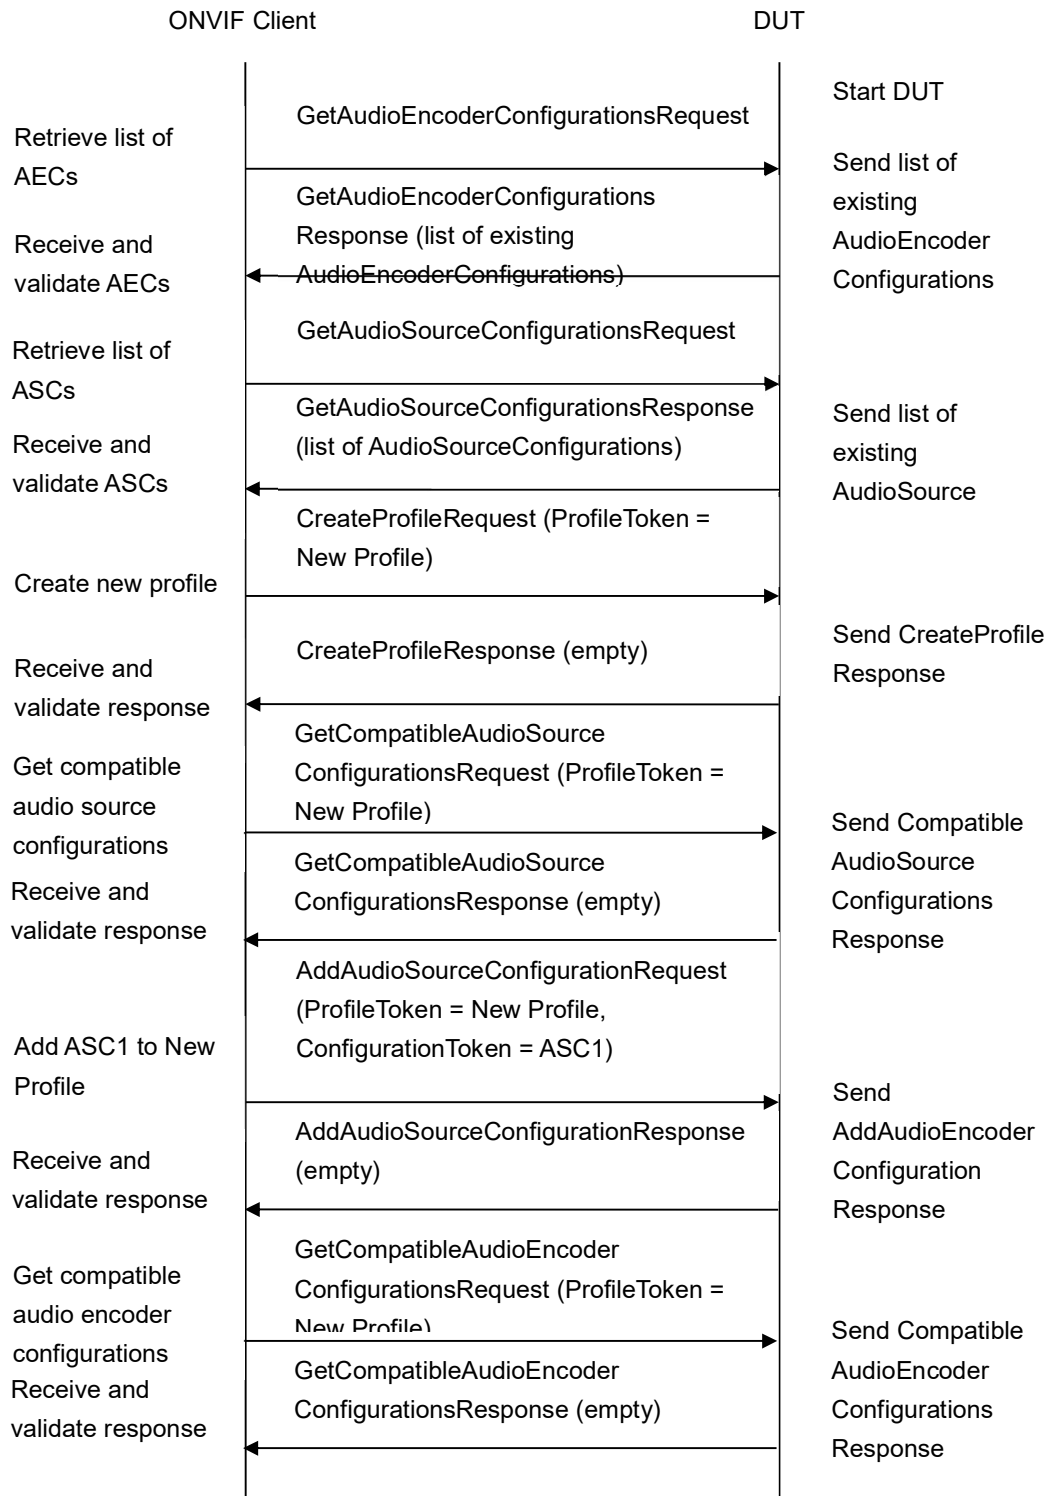 ONVIF Client
DUT
Start DUT
GetAudioEncoderConfigurationsRequest
Retrieve list of
AECs
Send list of
existing
AudioEncoder
Configurations
GetAudioEncoderConfigurations
Response (list of existing
AudioEncoderConfigurations)
Receive and
validate AECs
GetAudioSourceConfigurationsRequest
Retrieve list of
ASCs
GetAudioSourceConfigurationsResponse
(list of AudioSourceConfigurations)
Send list of
existing
AudioSource
Receive and
validate ASCs
CreateProfileRequest (ProfileToken =
New Profile)
Create new profile
Send CreateProfile
Response
CreateProfileResponse (empty)
Receive and
validate response
GetCompatibleAudioSource
ConfigurationsRequest (ProfileToken =
New Profile)
Get compatible
audio source
configurations
Send Compatible
AudioSource
Configurations
Response
GetCompatibleAudioSource
ConfigurationsResponse (empty)
Receive and
validate response
AddAudioSourceConfigurationRequest
(ProfileToken = New Profile,
ConfigurationToken = ASC1)
Add ASC1 to New
Profile
Send
AddAudioEncoder
Configuration
Response
AddAudioSourceConfigurationResponse
(empty)
Receive and
validate response
GetCompatibleAudioEncoder
ConfigurationsRequest (ProfileToken =
New Profile)
Get compatible
audio encoder
configurations
Send Compatible
AudioEncoder
Configurations
Response
GetCompatibleAudioEncoder
ConfigurationsResponse (empty)
Receive and
validate response